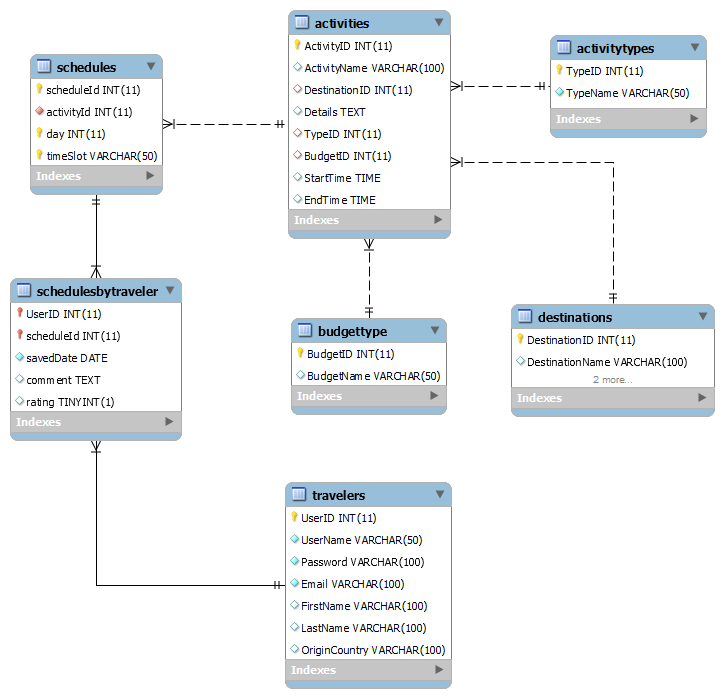 schedules
scheduleId INT(11)
activityId INT(11)
day INT(11)
timeSlot VARCHAR(50)
Indexes
activities
ActivityID INT(11)
ActivityName VARCHAR(100)
DestinationID INT(11)
Details TEXT
TypeID INT(11)
BudgetID INT(11)
StartTime TIME
EndTime TIME
Indexes
activitytypes
TypeID INT(11)
TypeName VARCHAR(50)
Indexes
schedulesbytraveler
UserID INT(11)
scheduleId INT(11)
savedDate DATE
comment TEXT
rating TINYINT(1)
Indexes
budgettype
BudgetID INT(11)
BudgetName VARCHAR(50)
Indexes
destinations
DestinationID INT(11)
DestinationName VARCHAR(100)
2 more...
Indexes
travelers
UserID INT(11)
UserName VARCHAR(50)
Password VARCHAR(100)
Email VARCHAR(100)
FirstName VARCHAR(100)
LastName VARCHAR(100)
OriginCountry VARCHAR(100)
Indexes